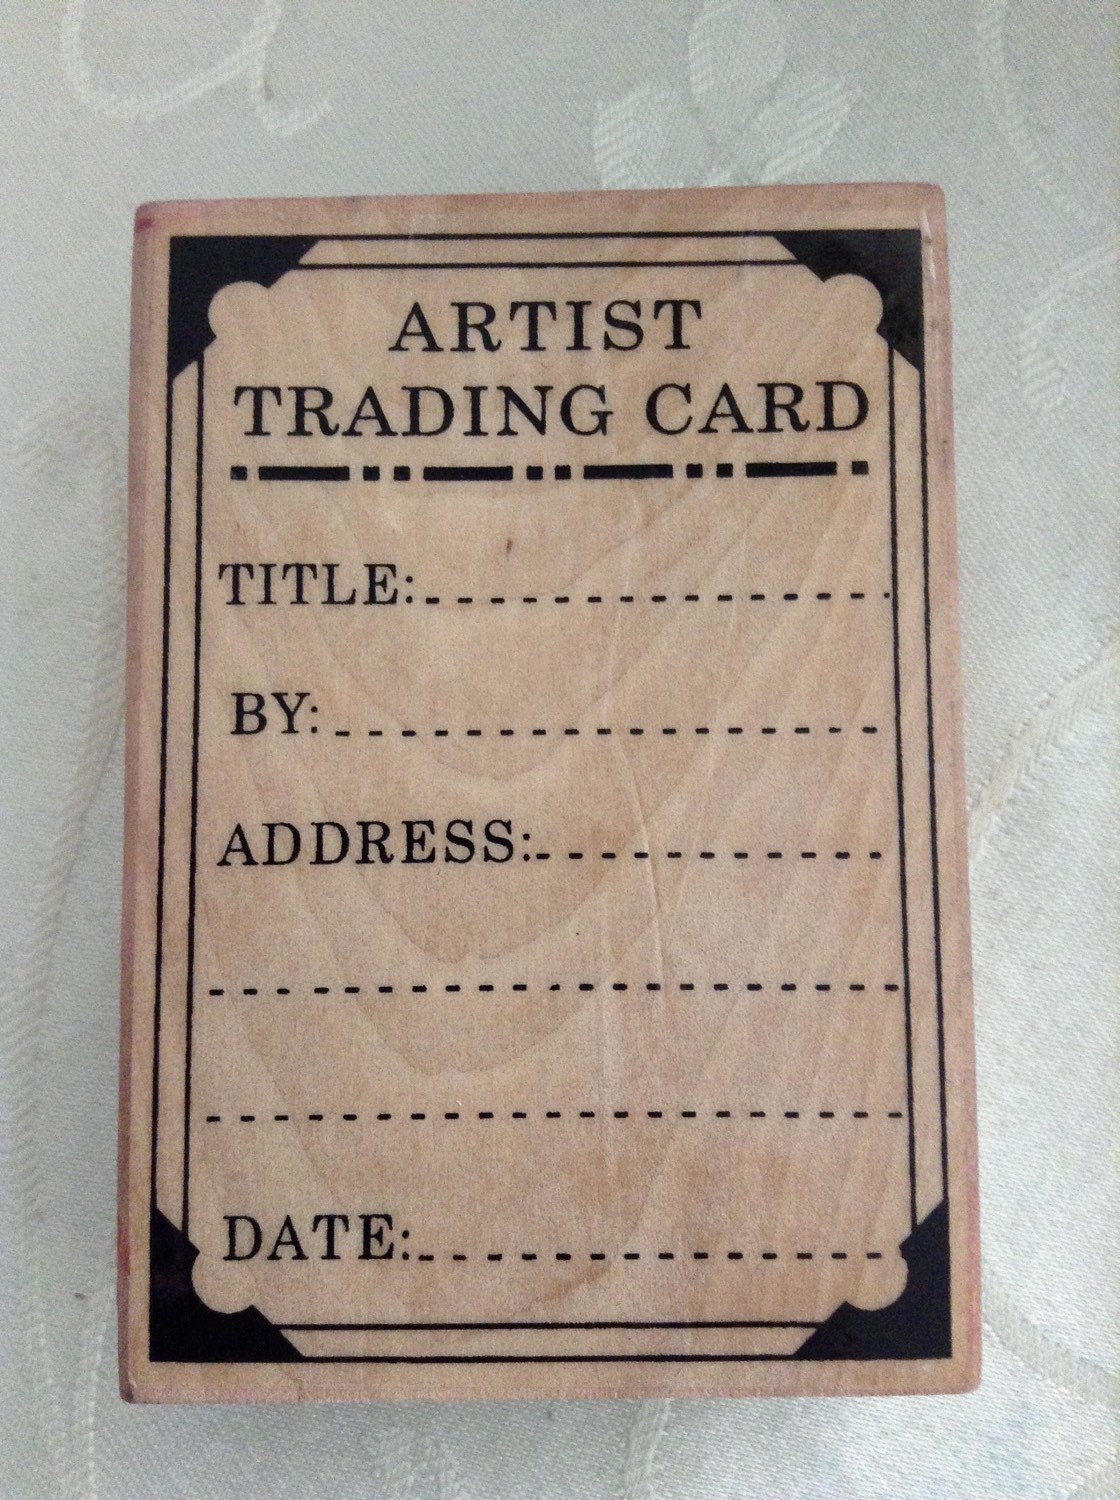 ARTIST
TRADING CARD
TITLE:
BY:
ADDRESS:
DATE: